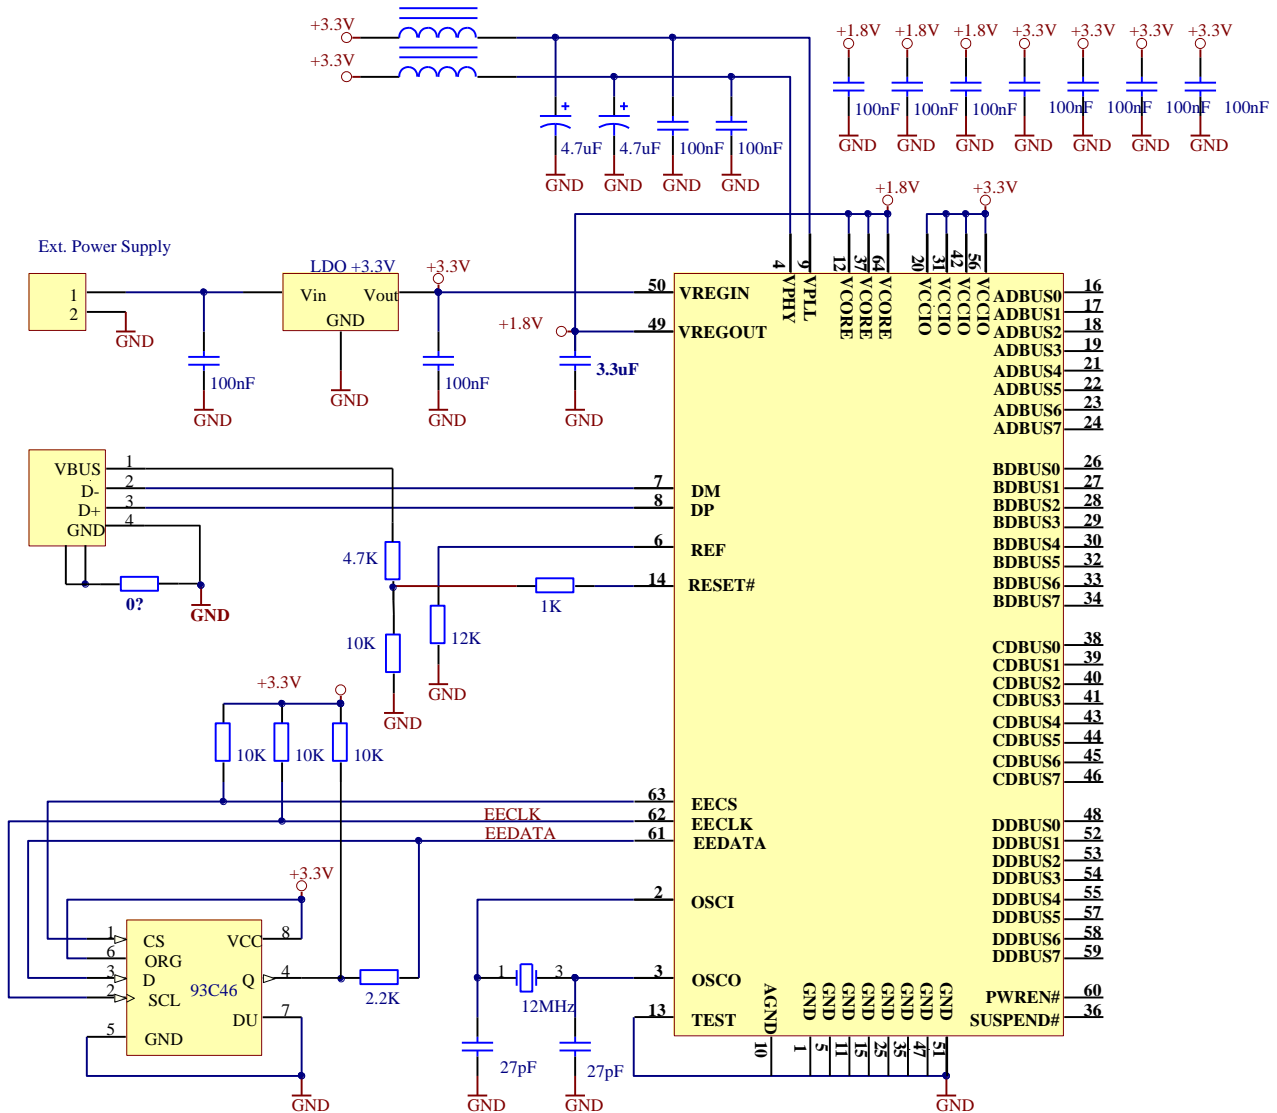 +3.3V
+3.3V
4.7uF
4.7uF
100nF
100nF
GND
GND
GND
GND
+1.8V
+1.8V
+1.8V
+3.3V
+3.3V
+3.3V
+3.3V
100nF
100nF
100nF
100nF
100nF
100nF
100nF
GND
GND
GND
GND
GND
GND
GND
Ext. Power Supply
1
2
GND
100nF
GND
LDO +3.3V
Vin
Vout
GND
GND
+3.3V
100nF
GND
+1.8V
3.3uF
GND
+1.8V
+3.3V
4
9
12
37
64
20
31
42
56
VPHY
VPLL
VCORE
VCORE
VCORE
VCCIO
VCCIO
VCCIO
VCCIO
50 VREGIN
49 VREGOUT
7 DM
8 DP
6 REF
14 RESET#
63 EECS
62 EECLK
61 EEDATA
2 OSCI
3 OSCO
13 TEST
ADBUS0 16
ADBUS1 17
ADBUS2 18
ADBUS3 19
ADBUS4 21
ADBUS5 22
ADBUS6 23
ADBUS7 24
BDBUS0 26
BDBUS1 27
BDBUS2 28
BDBUS3 29
BDBUS4 30
BDBUS5 32
BDBUS6 33
BDBUS7 34
CDBUS0 38
CDBUS1 39
CDBUS2 40
CDBUS3 41
CDBUS4 43
CDBUS5 44
CDBUS6 45
CDBUS7 46
DDBUS0 48
DDBUS1 52
DDBUS2 53
DDBUS3 54
DDBUS4 55
DDBUS5 57
DDBUS6 58
DDBUS7 59
PWREN# 60
SUSPEND# 36
AGND
GND
GND
GND
GND
GND
GND
GND
GND
10
1
5
11
15
25
35
47
51
GND
VBUS 1
D- 2
D+ 3
GND 4
0?
GND
4.7K
10K
GND
1K
12K
GND
+3.3V
10K
10K
10K
EECLK
EEDATA
+3.3V
1 CS
6 ORG
3 D
2 SCL
5 GND
93C46
VCC 8
Q 4
DU 7
2.2K
GND
1
3
12MHz
27pF
27pF
GND
GND